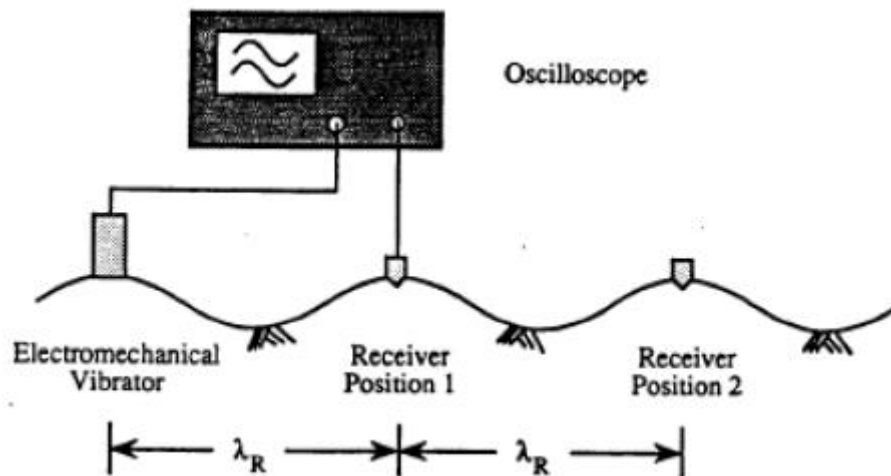 Oscilloscope
Electromechanical
Vibrator
Receiver
Position 1
Receiver
Position 2
λR
λR